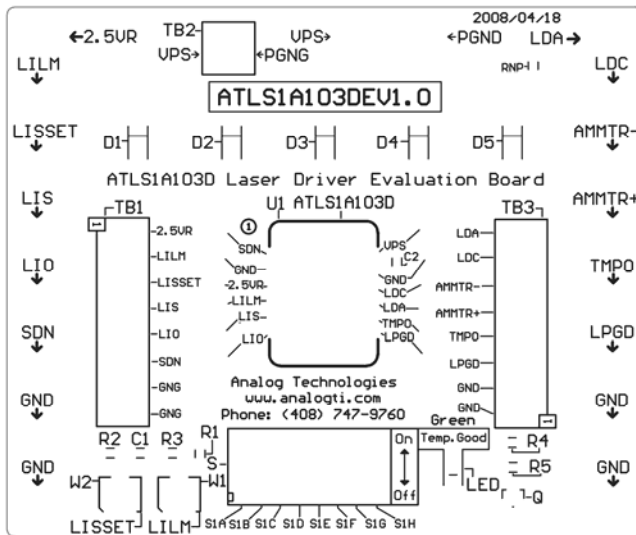 2008/04/18
←2.5VR
TB2
VPS→
←PGND
LDA→
VPS→
←PGNG
RNP
LILM
LDC
ATLS1A103DEV1.0
LISSET
AMMTR-
D1
D2
D3
D4
D5
ATLS1A103D Laser Driver Evaluation Board
LIS
AMMTR+
TB1
U1 ATLS1A103D
TB3
1
2.5VR
LILM
LISSET
LIS
LIO
SDN
GNG
GNG
1
SDN
GND
2.5VR
LILM
LIS
LIO
VPS
C2
GND
LDC
LDA
TMPO
LPGD
LDA
LDC
AMMTR-
AMMTR+
TMPO
LPGD
GND
GND
1
LIO
TMPO
SDN
LPGD
GND
GND
GND
GND
Analog Technologies
www.analogti.com
Phone: (408) 747-9760
Green
Temp.Good
R2
C1
R3
R1
S
On
Off
R4
R5
W2
W1
LED
Q
LISSET
LILM
S1A
S1B
S1C
S1D
S1E
S1F
S1G
S1H